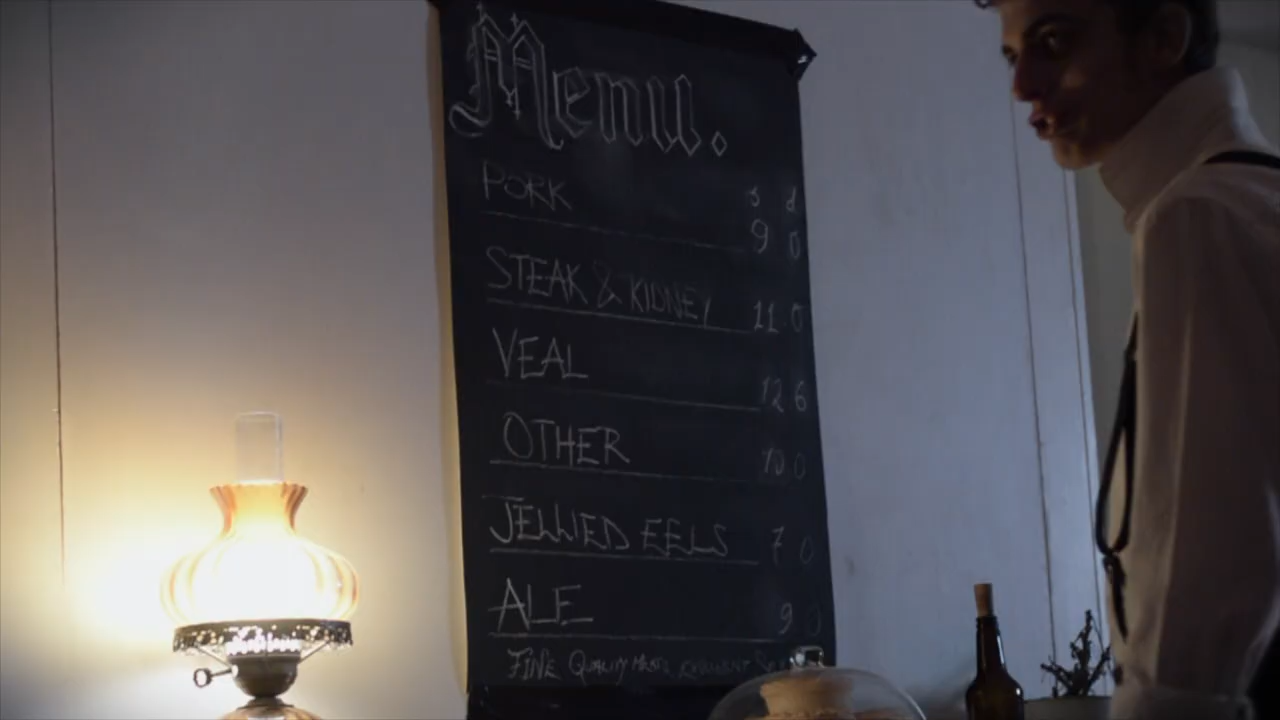 Menu.
PORK
s d
9 0
STEAK & KIDNEY 11 0
VEAL 12 6
OTHER 10 0
JELLIED EELS 7 0
ALE 9 0
FINE QUALITY MEATS